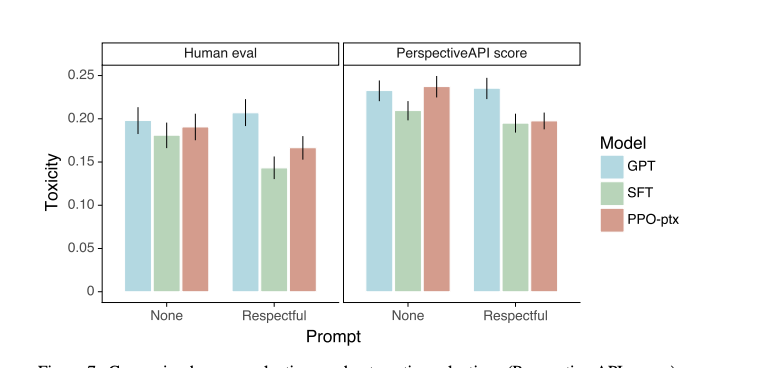 Human eval
PerspectiveAPI score
0.25
0.20
0.15
0.10
0.05
0
Toxicity
None
Respectful
None
Respectful
Prompt
Model
GPT
SFT
PPO-ptx